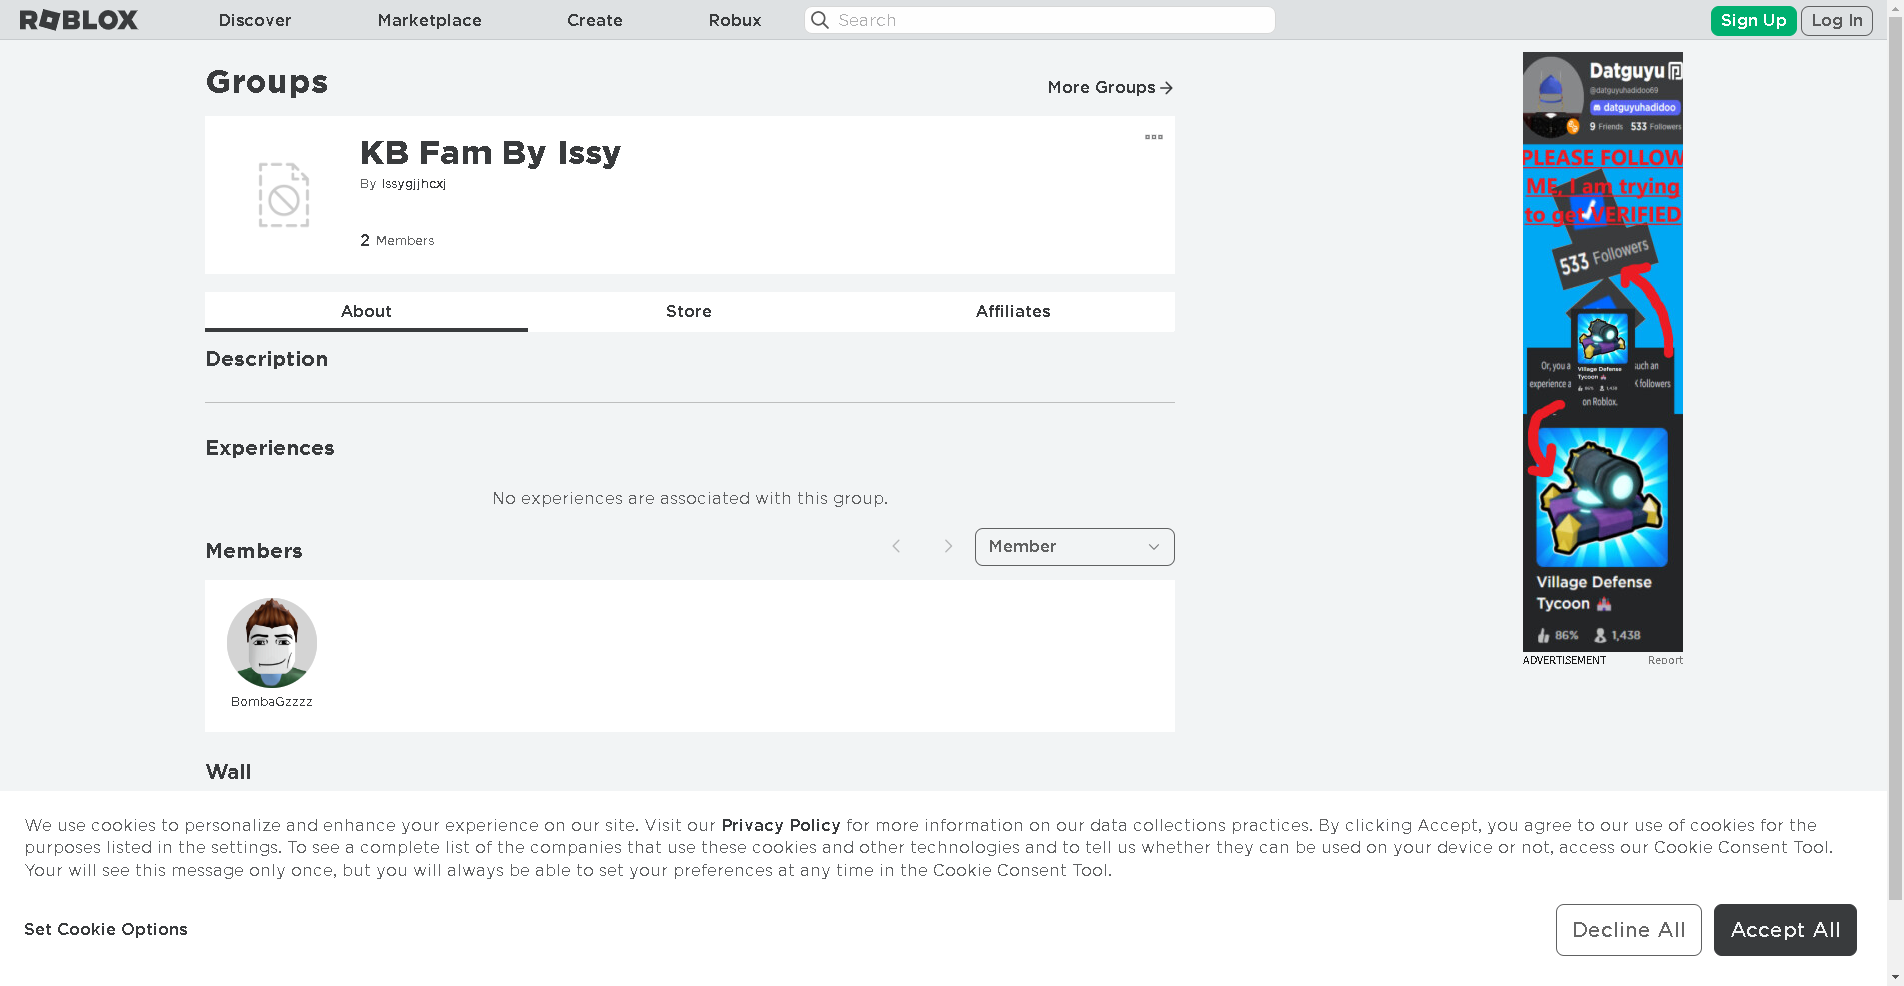 ROBLOX
Discover
Marketplace
Create
Robux
Search
Sign Up
Log In
Groups
More Groups
KB Fam By Issy
By Issygjjhcxj
2 Members
About
Store
Affiliates
Description
Experiences
No experiences are associated with this group.
Members
Member
BombaGzzzz
Wall
Datguyu
@datguyuhadidoo69
datguyuhadidoo
9 Friends 533 Followers
PLEASE FOLLOW
ME, I am trying
to get VERIFIED
533 Followers
Or, you a
such an
experience a
K followers
on Roblox.
Village Defense
Tycoon
86% 1,438
Village Defense
Tycoon
86% 1,438
ADVERTISEMENT
Report
We use cookies to personalize and enhance your experience on our site. Visit our Privacy Policy for more information on our data collections practices. By clicking Accept, you agree to our use of cookies for the
purposes listed in the settings. To see a complete list of the companies that use these cookies and other technologies and to tell us whether they can be used on your device or not, access our Cookie Consent Tool.
Your will see this message only once, but you will always be able to set your preferences at any time in the Cookie Consent Tool.
Set Cookie Options
Decline All
Accept All